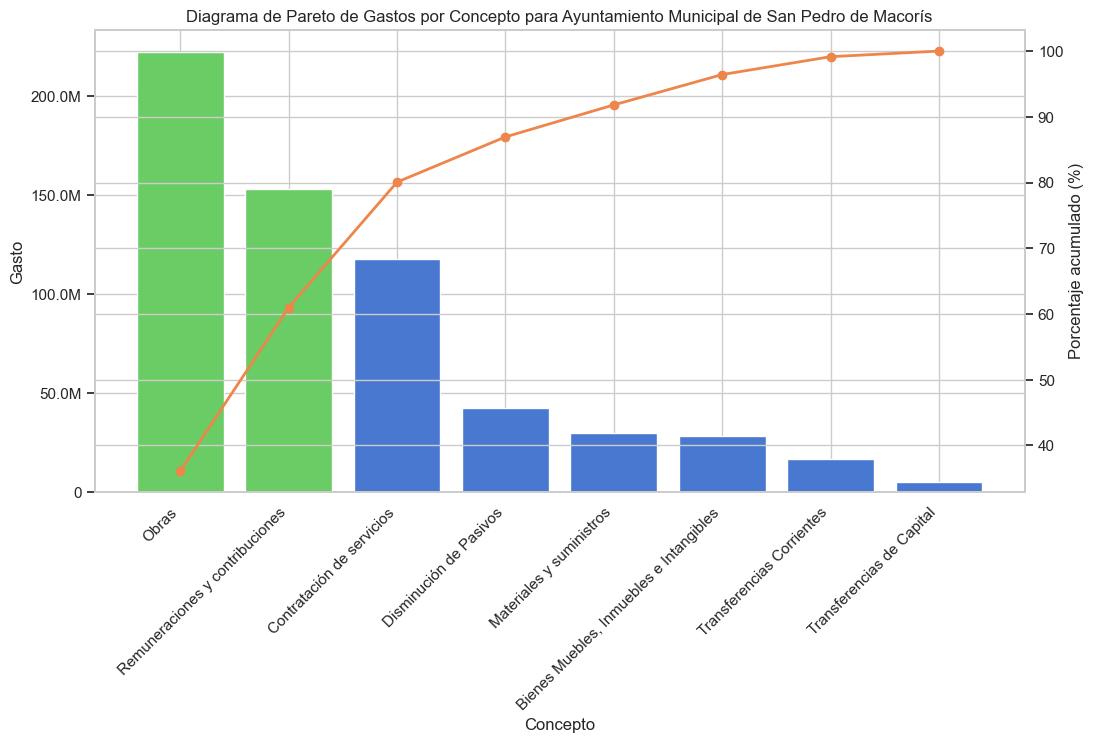 Diagrama de Pareto de Gastos por Concepto para Ayuntamiento Municipal de San Pedro de Macorís
Gasto
200.0M
150.0M
100.0M
50.0M
0
100
90
80
70
60
50
40
Porcentaje acumulado (%)
Obras
Remuneraciones y contribuciones
Contratación de servicios
Disminución de Pasivos
Materiales y suministros
Bienes Muebles, Inmuebles e Intangibles
Transferencias Corrientes
Transferencias de Capital
Concepto